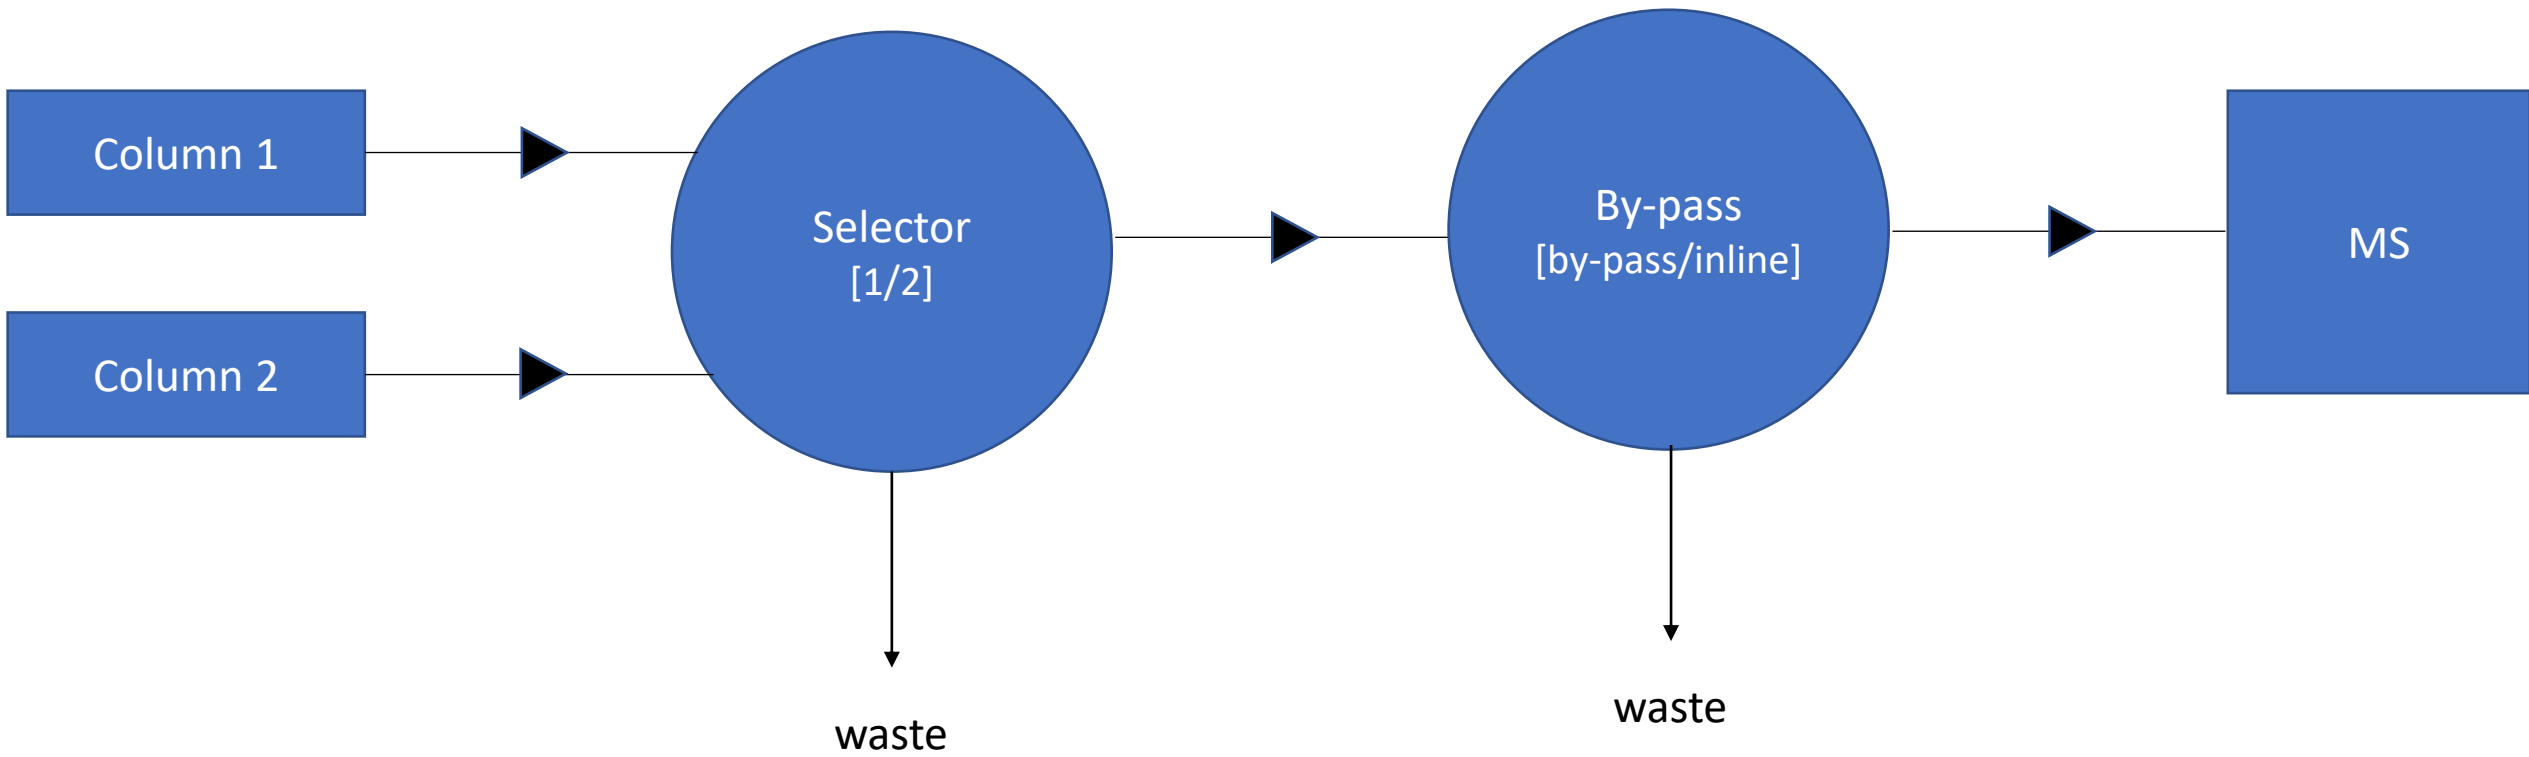 Column 1
Column 2
Selector
[1/2]
waste
By-pass
[by-pass/inline]
waste
MS